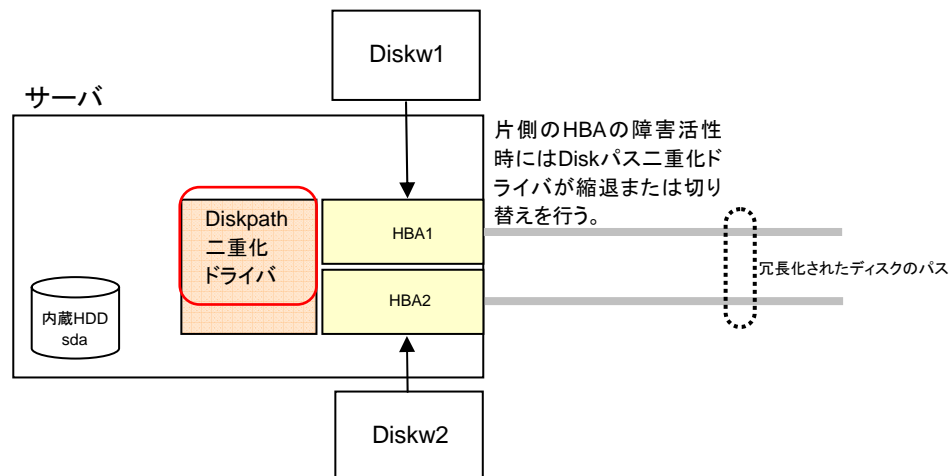 Diskw1
サーバ
片側のHBAの障害活性
時にはDiskパス二重化ド
ライバが縮退または切り
替えを行う。
Diskpath
二重化
ドライバ
HBA1
HBA2
冗長化されたディスクのパス
内蔵HDD
sda
Diskw2